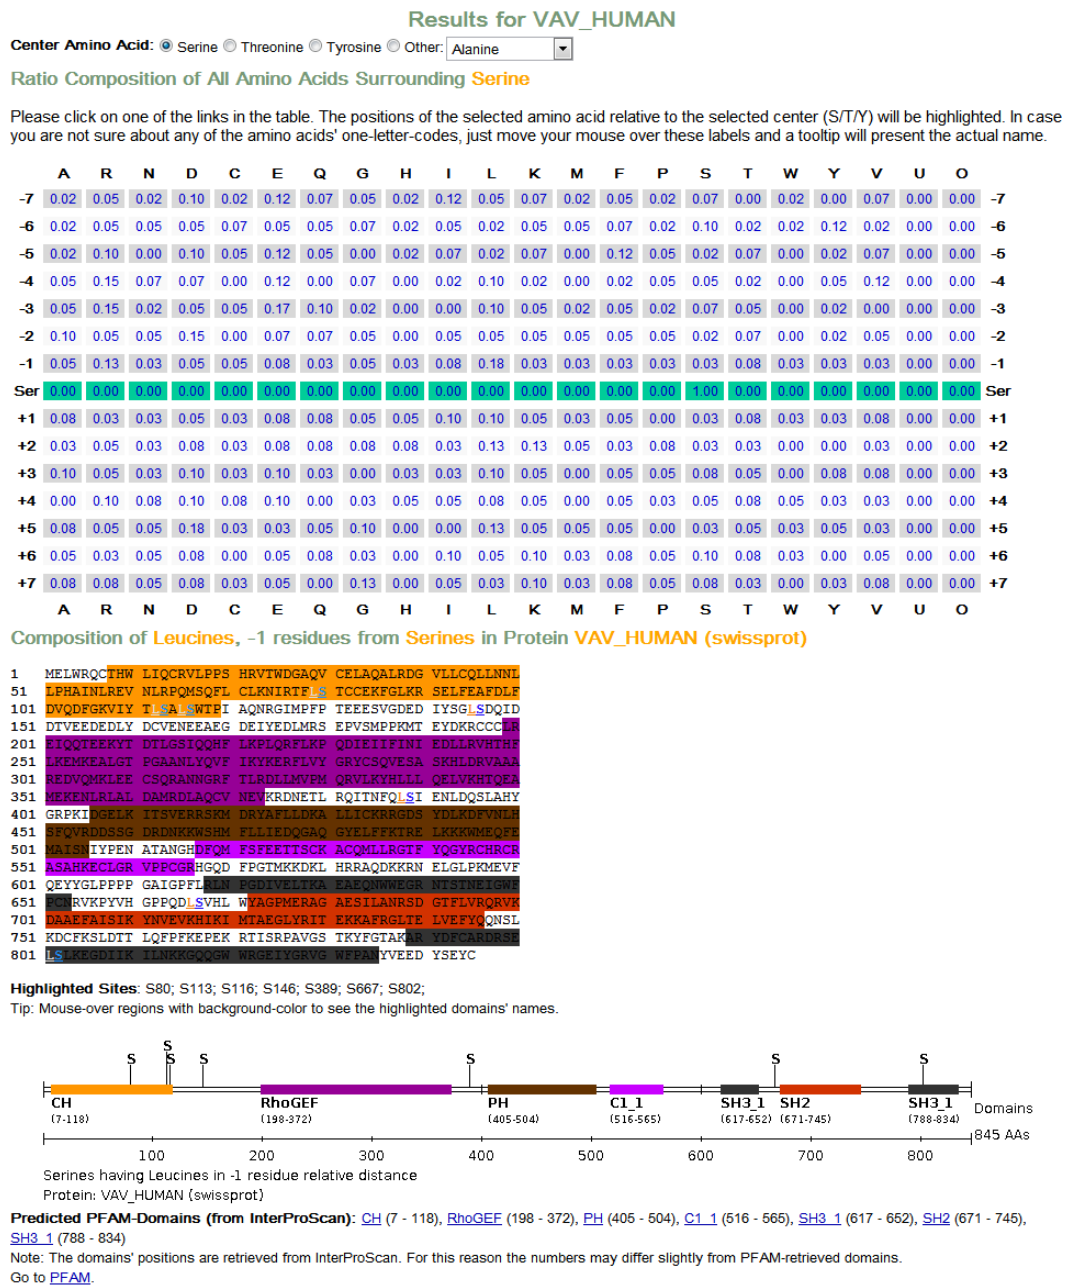 Results for VAV_HUMAN
Center Amino Acid: Serine Threonine Tyrosine Other: Alanine
Ratio Composition of All Amino Acids Surrounding Serine
Please click on one of the links in the table. The positions of the selected amino acid relative to the selected center (S/T/Y) will be highlighted. In case
you are not sure about any of the amino acids' one-letter-codes, just move your mouse over these labels and a tooltip will present the actual name.
A R N D C E Q G H I L K M F P S T W Y V U O
-7 0.02 0.05 0.02 0.10 0.02 0.12 0.07 0.05 0.02 0.12 0.05 0.07 0.02 0.05 0.02 0.07 0.00 0.02 0.00 0.07 0.00 0.00 -7
-6 0.02 0.05 0.05 0.05 0.07 0.05 0.05 0.07 0.02 0.05 0.02 0.05 0.05 0.07 0.02 0.10 0.02 0.02 0.12 0.02 0.00 0.00 -6
-5 0.02 0.10 0.00 0.10 0.05 0.12 0.05 0.00 0.02 0.07 0.02 0.07 0.00 0.12 0.05 0.02 0.07 0.00 0.02 0.07 0.00 0.00 -5
-4 0.05 0.15 0.07 0.07 0.00 0.12 0.00 0.07 0.00 0.02 0.10 0.02 0.00 0.02 0.05 0.05 0.02 0.00 0.05 0.12 0.00 0.00 -4
-3 0.05 0.15 0.02 0.05 0.05 0.17 0.10 0.02 0.00 0.00 0.10 0.05 0.02 0.05 0.02 0.07 0.05 0.02 0.00 0.05 0.00 0.00 -3
-2 0.10 0.05 0.05 0.15 0.00 0.07 0.07 0.05 0.00 0.05 0.05 0.05 0.05 0.05 0.05 0.02 0.07 0.00 0.02 0.05 0.00 0.00 -2
-1 0.05 0.13 0.03 0.05 0.05 0.08 0.03 0.05 0.03 0.08 0.18 0.03 0.03 0.03 0.03 0.03 0.08 0.03 0.03 0.03 0.00 0.00 -1
Ser 0.00 0.00 0.00 0.00 0.00 0.00 0.00 0.00 0.00 0.00 0.00 0.00 0.00 0.00 0.00 1.00 0.00 0.00 0.00 0.00 0.00 0.00 Ser
+1 0.08 0.03 0.03 0.05 0.03 0.08 0.08 0.05 0.05 0.10 0.10 0.05 0.03 0.05 0.00 0.03 0.08 0.03 0.03 0.08 0.00 0.00 +1
+2 0.03 0.05 0.03 0.08 0.03 0.08 0.08 0.08 0.08 0.03 0.13 0.13 0.05 0.03 0.08 0.03 0.03 0.00 0.00 0.03 0.00 0.00 +2
+3 0.10 0.05 0.03 0.10 0.03 0.10 0.03 0.00 0.03 0.03 0.10 0.05 0.00 0.05 0.05 0.08 0.05 0.00 0.08 0.08 0.00 0.00 +3
+4 0.00 0.10 0.08 0.10 0.08 0.10 0.00 0.03 0.05 0.05 0.08 0.05 0.00 0.05 0.03 0.05 0.08 0.05 0.03 0.03 0.00 0.00 +4
+5 0.08 0.05 0.05 0.18 0.03 0.03 0.05 0.10 0.00 0.00 0.13 0.05 0.05 0.05 0.00 0.03 0.05 0.03 0.05 0.03 0.00 0.00 +5
+6 0.05 0.03 0.05 0.08 0.00 0.05 0.08 0.03 0.00 0.10 0.05 0.10 0.03 0.08 0.05 0.10 0.08 0.03 0.00 0.05 0.00 0.00 +6
+7 0.08 0.08 0.05 0.08 0.03 0.05 0.00 0.13 0.00 0.05 0.03 0.10 0.03 0.08 0.05 0.08 0.03 0.00 0.03 0.08 0.00 0.00 +7
A R N D C E Q G H I L K M F P S T W Y V U O
Composition of Leucines, -1 residues from Serines in Protein VAV_HUMAN (swissprot)
1 MELWRQCTHW LIQCRVLPPS HRVTWDGAQV CELAQALRDG VLLCQLLNNL
51 LPHAINLREV NLRPQMSQFL CLKNIRTFLS TCCEKFGLKR SELFEAFDLF
101 DVQDFGKVIY TLSALSWTPI AQNRGIMPFP TEEESVGDED IYSGLSDQID
151 DTVEEDEDLY DCVENEEAEG DEIYEDLMRS EPVSMPPKMT EYDKRCCCLR
201 EIQQTEEKYT DTLGSIQQHF LKPLQRFLKP QDIEIIFINI EDLLRVHTHF
251 LKEMKEALGT PGAANLYQVF IKYKERFLVY GRYCSQVESA SKHLDRVAAA
301 REDVQMKLEE CSQRANNGRF TLRDLLMVPM QRVLKYHLLL QELVKHTQEA
351 MEKENLRLAL DAMRDLAQCV NEVKRDNETL RQITNFQLSI ENLDQSLAHY
401 GRPKIDGELK ITSVERRSKM DRYAFLLDKA LLICKRRGDS YDLKDFVNLH
451 SFQVRDDSSG DRDNKKWSHM FLLIEDQGAQ GYELFFKTRE LKKKWMEQFE
501 MAISNIYPEN ATANGHDFQM FSFEETTSCK ACQMLLRGTF YQGYRCHRCR
551 ASAHKECLGR VPPCGRHGQD FPGTMKKDKL HRRAQDKKRN ELGLPKMEVF
601 QEYYGLPPPP GAIGPFLRLN PGDIVELTKA EAEQNWWEGR NTSTNEIGWF
651 PCNRVKPYVH GPPQDLSVHL WYAGPMERAG AESILANRSD GTFLVRQRVK
701 DAAEFAISIK YNVEVKHIKI MTAEGLYRIT EKKAFRGLTE LVEFYQQNSL
751 KDCFKSLDTT LQFPFKEPEK RTISRPAVGS TKYFGTAKAR YDFCARDRSE
801 LSLKEGDIIK ILNKKGQQGW WRGEIYGRVG WFPANYVEED YSEYC
Highlighted Sites: S80; S113; S116; S146; S389; S667; S802;
Tip: Mouse-over regions with background-color to see the highlighted domains' names.
S S S S S S S
CH RhoGEF PH C1_1 SH3_1 SH2 SH3_1 Domains
(7-118) (198-372) (405-504) (516-565) (617-652) (671-745) (788-834)
845 AAs
100 200 300 400 500 600 700 800
Serines having Leucines in -1 residue relative distance
Protein: VAV_HUMAN (swissprot)
Predicted PFAM-Domains (from InterProScan): CH (7 - 118), RhoGEF (198 - 372), PH (405 - 504), C1_1 (516 - 565), SH3_1 (617 - 652), SH2 (671 - 745),
SH3_1 (788 - 834)
Note: The domains' positions are retrieved from InterProScan. For this reason the numbers may differ slightly from PFAM-retrieved domains.
Go to PFAM.